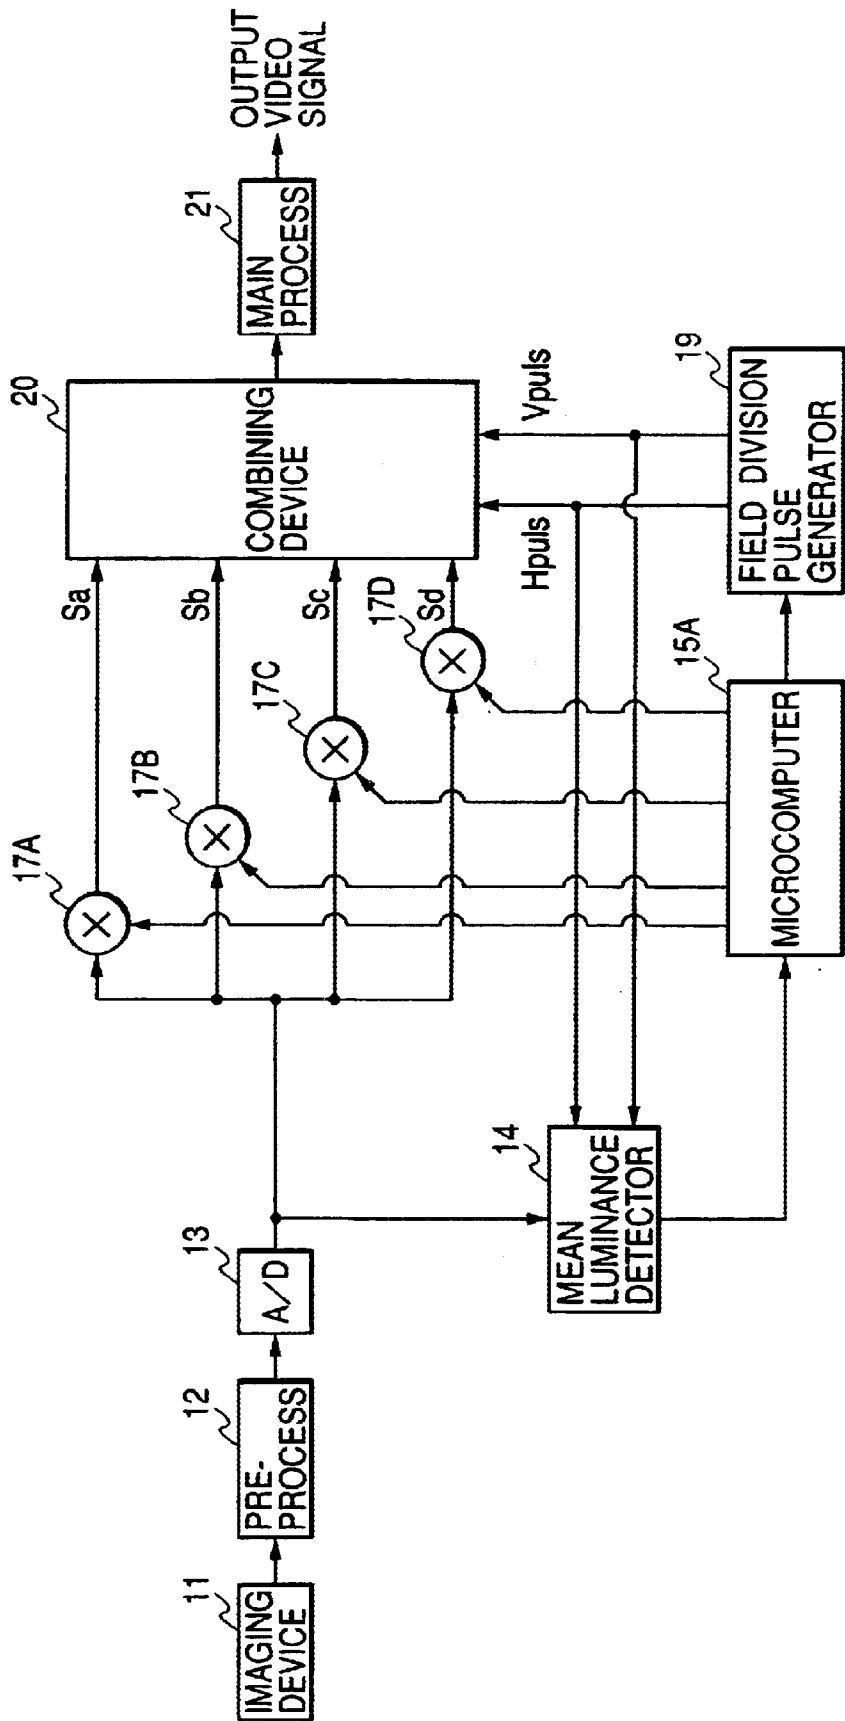 11
IMAGING
DEVICE
12
PRE-
PROCESS
13
A/D
14
MEAN
LUMINANCE
DETECTOR
17A
17B
17C
17D
Sa
Sb
Sc
Sd
15A
MICROCOMPUTER
19
FIELD DIVISION
PULSE
GENERATOR
Hpuls
Vpuls
20
COMBINING
DEVICE
21
MAIN
PROCESS
OUTPUT
VIDEO
SIGNAL